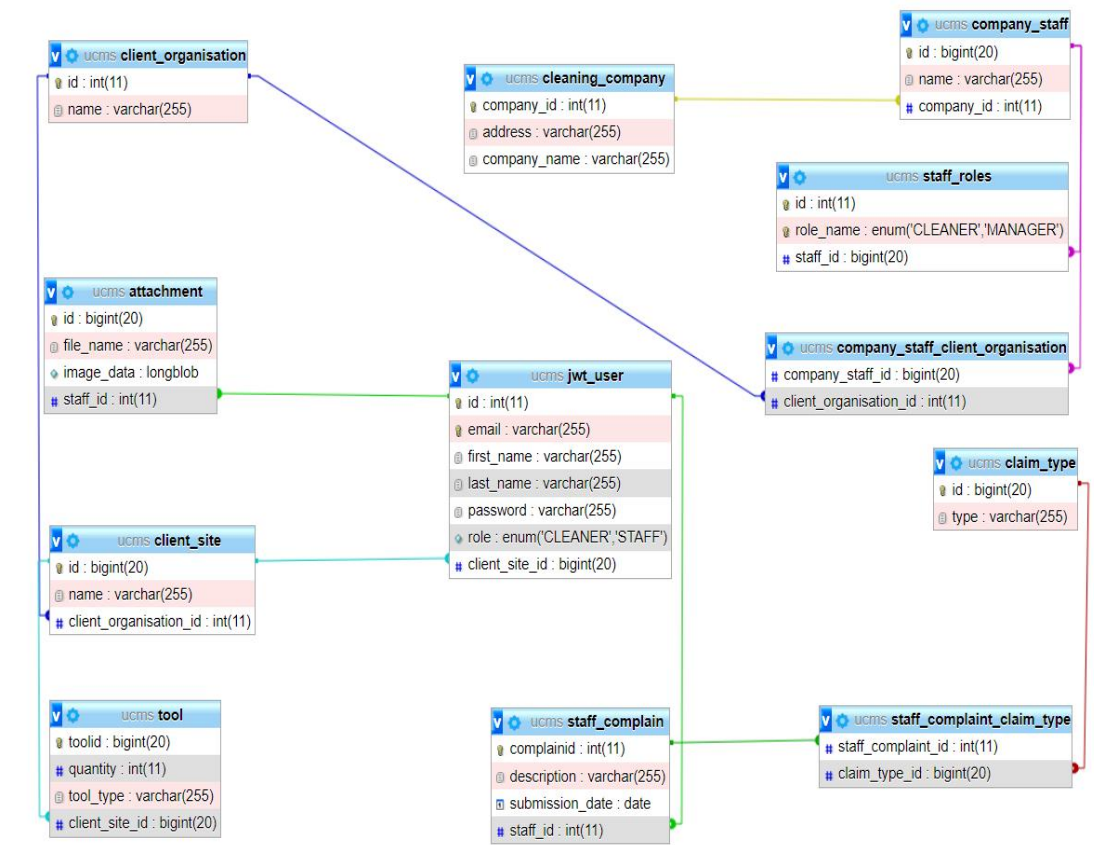 ucms client_organisation
id : int(11)
name : varchar(255)
ucms cleaning_company
company_id : int(11)
address : varchar(255)
company_name : varchar(255)
ucms company_staff
id : bigint(20)
name : varchar(255)
# company_id : int(11)
ucms staff_roles
id : int(11)
role_name : enum('CLEANER','MANAGER')
# staff_id : bigint(20)
ucms attachment
id : bigint(20)
file_name : varchar(255)
image_data : longblob
# staff_id : int(11)
ucms company_staff_client_organisation
# company_staff_id : bigint(20)
# client_organisation_id : int(11)
ucms jwt_user
id : int(11)
email : varchar(255)
first_name : varchar(255)
last_name : varchar(255)
password : varchar(255)
role : enum('CLEANER','STAFF')
# client_site_id : bigint(20)
ucms claim_type
id : bigint(20)
type : varchar(255)
ucms client_site
id : bigint(20)
name : varchar(255)
# client_organisation_id : int(11)
ucms tool
toolid : bigint(20)
# quantity : int(11)
tool_type : varchar(255)
# client_site_id : bigint(20)
ucms staff_complain
complainid : int(11)
description : varchar(255)
submission_date : date
# staff_id : int(11)
ucms staff_complaint_claim_type
# staff_complaint_id : int(11)
# claim_type_id : bigint(20)